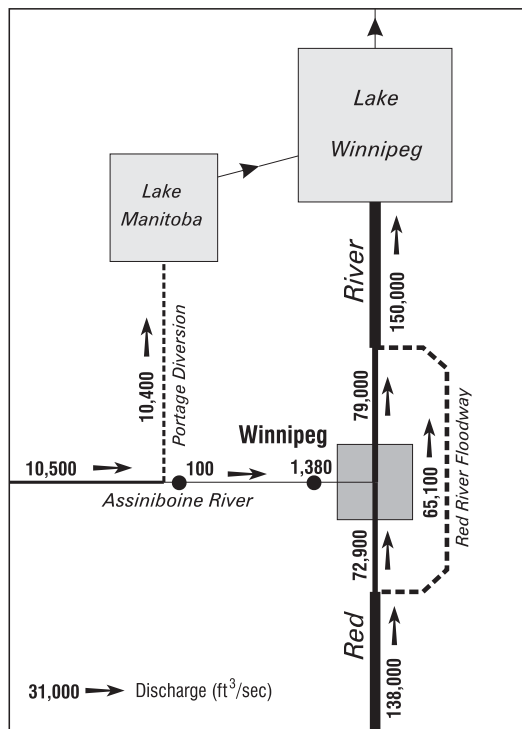 Lake
Winnipeg
Lake
Manitoba
River
150,000
10,400
Portage Diversion
79,000
Winnipeg
65,100
Red River Floodway
10,500
100
1,380
Assiniboine River
72,900
Red
138,000
31,000 Discharge (ft³/sec)